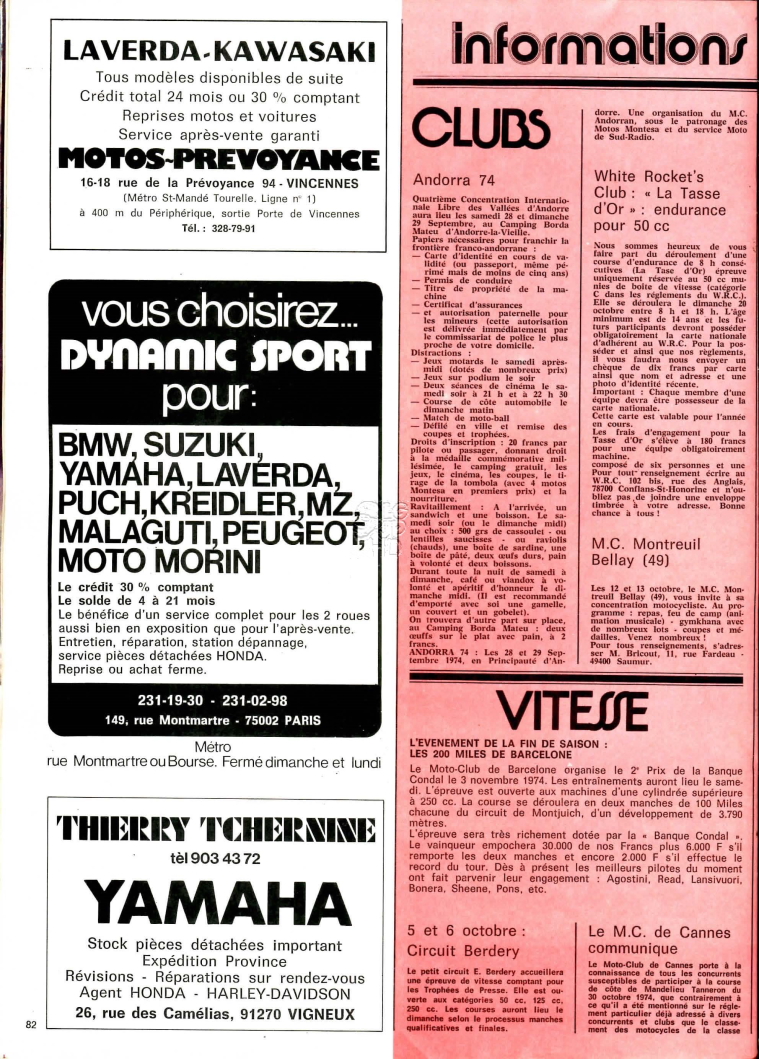 LAVERDA-KAWASAKI
Tous modèles disponibles de suite
Crédit total 24 mois ou 30 % comptant
Reprises motos et voitures
Service après-vente garanti
MOTOS-PREVOYANCE
16-18 rue de la Prévoyance 94 - VINCENNES
(Métro St-Mandé Tourelle. Ligne n° 1)
à 400 m du Périphérique, sortie Porte de Vincennes
Tél. : 328-79-91
vous choisirez...
DYNAMIC SPORT
pour:
BMW, SUZUKI,
YAMAHA, LAVERDA,
PUCH, KREIDLER, MZ,
MALAGUTI, PEUGEOT,
MOTO MORINI
Le crédit 30 % comptant
Le solde de 4 à 21 mois
Le bénéfice d'un service complet pour les 2 roues
aussi bien en exposition que pour l'après-vente.
Entretien, réparation, station dépannage,
service pièces détachées HONDA.
Reprise ou achat ferme.
231-19-30 - 231-02-98
149, rue Montmartre - 75002 PARIS
Métro
rue Montmartre ou Bourse. Fermé dimanche et lundi
THIERRY TCHERNINE
tèl 903 43 72
YAMAHA
Stock pièces détachées important
Expédition Province
Révisions - Réparations sur rendez-vous
Agent HONDA - HARLEY-DAVIDSON
26, rue des Camélias, 91270 VIGNEUX
82
informations
CLUBS
Andorra 74
Quatrième Concentration Internatio-
nale Libre des Vallées d'Andorre
aura lieu les samedi 28 et dimanche
29 Septembre, au Camping Borda
Mateu d'Andorre-la-Vieille.
Papiers nécessaires pour franchir la
frontière franco-andorrane :
— Carte d'identité en cours de va-
lidité (ou passeport, même pé-
rimé mais de moins de cinq ans)
— Permis de conduire
— Titre de propriété de la ma-
chine
— Certificat d'assurances
— et autorisation paternelle pour
les mineurs (cette autorisation
est délivrée immédiatement par
le commissariat de police le plus
proche de votre domicile.
Distractions :
— Jeux motards le samedi après-
midi (dotés de nombreux prix)
— Jeux sur podium le soir
— Deux séances de cinéma le sa-
medi soir à 21 h et à 22 h 30
— Course de côte automobile le
dimanche matin
— Match de moto-ball
— Défilé en ville et remise des
coupes et trophées.
Droits d'inscription : 20 francs par
pilote ou passager, donnant droit
à la médaille commémorative mil-
lésimée, le camping gratuit, les
jeux, le cinéma, les coupes, le ti-
rage de la tombola (avec 4 motos
Montesa en premiers prix) et la
nourriture.
Ravitaillement : A l'arrivée, un
sandwich et une boisson. Le sa-
medi soir (ou le dimanche midi)
au choix : 500 grs de cassoulet - ou
lentilles saucisses - ou raviolis
(chauds), une boite de sardine, une
boite de pâté, deux œufs durs, pain
à volonté et deux boissons.
Durant toute la nuit de samedi à
dimanche, café ou viandox à vo-
lonté et apéritif d'honneur le di-
manche midi. (Il est recommandé
d'emporté avec soi une gamelle,
un couvert et un gobelet).
On trouvera d'autre part sur place,
au Camping Borda Mateu : deux
œuffs sur le plat avec pain, à 2
francs.
ANDORRA 74 : Les 28 et 29 Sep-
tembre 1974, en Principauté d'An-
dorre. Une organisation du M.C.
Andorran, sous le patronage des
Motos Montesa et du service Moto
de Sud-Radio.
White Rocket's
Club : « La Tasse
d'Or » : endurance
pour 50 cc
Nous sommes heureux de vous
faire part du déroulement d'une
course d'endurance de 8 h consé-
cutives (La Tase d'Or) épreuve
uniquement réservée au 50 cc mu-
nies de boite de vitesse (catégorie
C dans les règlements du W.R.C.).
Elle se déroulera le dimanche 20
octobre entre 8 h et 18 h. L'âge
minimum est de 14 ans et les fu-
turs participants devront posséder
obligatoirement la carte nationale
d'adhérent au W.R.C. Pour la pos-
séder et ainsi que nos règlements,
il vous faudra nous envoyer un
chèque de dix francs par carte
ainsi que nom et adresse et une
photo d'identité récente.
Important : Chaque membre d'une
équipe devra être possesseur de la
carte nationale.
Cette carte est valable pour l'année
en cours.
Les frais d'engagement pour la
Tasse d'Or s'élève à 180 francs
pour une équipe obligatoirement
machine.
composé de six personnes et une
Pour tout renseignement écrire au
W.R.C. 102 bis, rue des Anglais,
78700 Conflans-St-Honorine et n'ou-
bliez pas de joindre une enveloppe
timbrée à votre adresse. Bonne
chance à tous !
M.C. Montreuil
Bellay (49)
Les 12 et 13 octobre, le M.C. Mon-
treuil Bellay (49), vous invite à sa
concentration motocycliste. Au pro-
gramme : repas, feu de camp (ani-
mation musicale) - gymkhana avec
de nombreux lots - coupes et mé-
dailles. Venez nombreux !
Pour tous renseignements, s'adres-
ser M. Bricout, 11, rue Fardeau -
49400 Saumur.
VITESSE
L'EVENEMENT DE LA FIN DE SAISON :
LES 200 MILES DE BARCELONE
Le Moto-Club de Barcelone organise le 2e Prix de la Banque
Condal le 3 novembre 1974. Les entraînements auront lieu le same-
di. L'épreuve est ouverte aux machines d'une cylindrée supérieure
à 250 cc. La course se déroulera en deux manches de 100 Miles
chacune du circuit de Montjuich, d'un développement de 3.790
mètres.
L'épreuve sera très richement dotée par la « Banque Condal ».
Le vainqueur empochera 30.000 de nos Francs plus 6.000 F s'il
remporte les deux manches et encore 2.000 F s'il effectue le
record du tour. Dès à présent les meilleurs pilotes du moment
ont fait parvenir leur engagement : Agostini, Read, Lansivuori,
Bonera, Sheene, Pons, etc.
5 et 6 octobre :
Circuit Berdery
Le petit circuit E. Berdery accueillera
une épreuve de vitesse comptant pour
les Trophées de Presse. Elle est ou-
verte aux catégories 50 cc, 125 cc,
250 cc. Les courses auront lieu le
dimanche selon le processus manches
qualificatives et finales.
Le M.C. de Cannes
communique
Le Moto-Club de Cannes porte à la
connaissance de tous les concurrents
susceptibles de participer à la course
de côte de Mandelieu Tanneron du
30 octobre 1974, que contrairement à
ce qu'il a été mentionné sur le règle-
ment particulier déjà adressé à divers
concurrents et clubs que le classe-
ment des motocycles de la classe